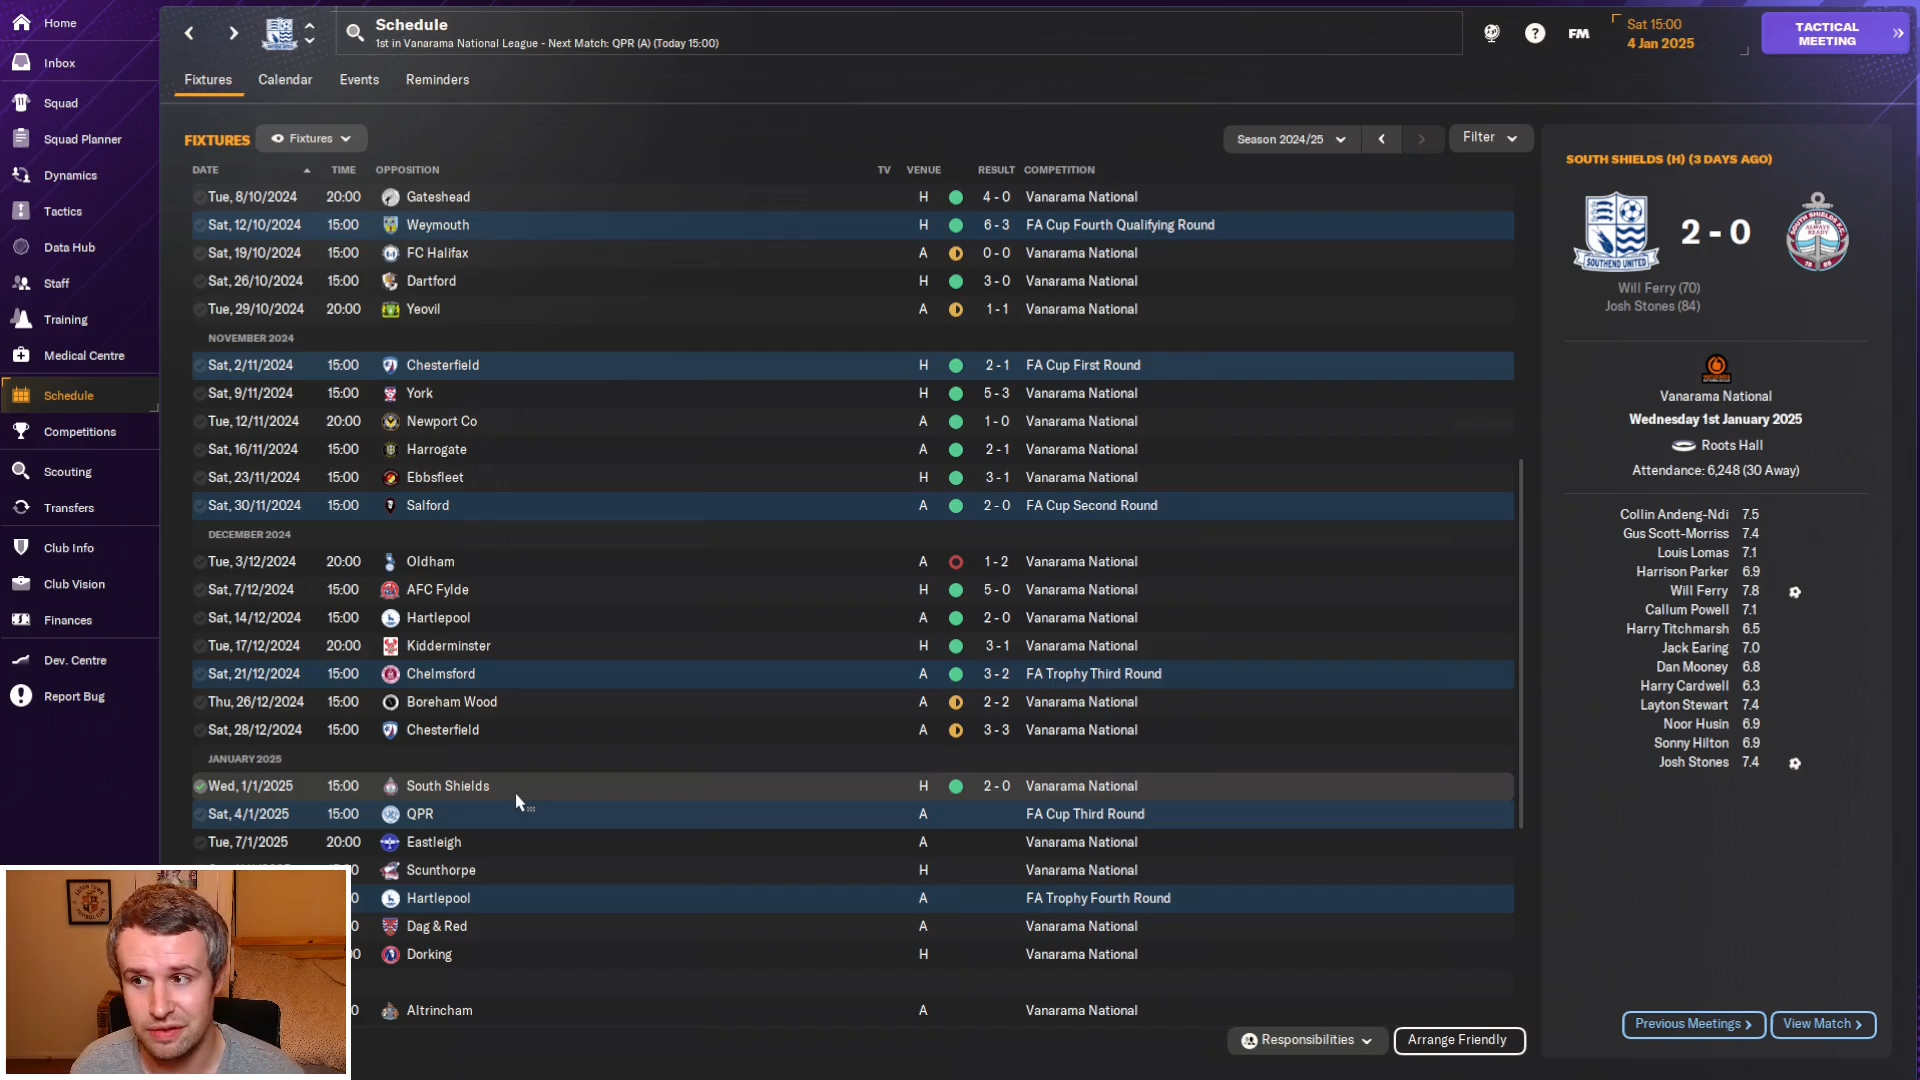 Home
Inbox
Squad
Squad Planner
Dynamics
Tactics
Data Hub
Staff
Training
Medical Centre
Schedule
Competitions
Scouting
Transfers
Club Info
Club Vision
Finances
Dev. Centre
Report Bug
Schedule
1st in Vanarama National League - Next Match: QPR (A) (Today 15:00)
FM
Sat 15:00
4 Jan 2025
TACTICAL
MEETING
Fixtures Calendar Events Reminders
FIXTURES Fixtures Season 2024/25 Filter
DATE TIME OPPOSITION TV VENUE RESULT COMPETITION
Tue, 8/10/2024 20:00 Gateshead H 4 - 0 Vanarama National
Sat, 12/10/2024 15:00 Weymouth H 6 - 3 FA Cup Fourth Qualifying Round
Sat, 19/10/2024 15:00 FC Halifax A 0 - 0 Vanarama National
Sat, 26/10/2024 15:00 Dartford H 3 - 0 Vanarama National
Tue, 29/10/2024 20:00 Yeovil A 1 - 1 Vanarama National
NOVEMBER 2024
Sat, 2/11/2024 15:00 Chesterfield H 2 - 1 FA Cup First Round
Sat, 9/11/2024 15:00 York H 5 - 3 Vanarama National
Tue, 12/11/2024 20:00 Newport Co A 1 - 0 Vanarama National
Sat, 16/11/2024 15:00 Harrogate A 2 - 1 Vanarama National
Sat, 23/11/2024 15:00 Ebbsfleet H 3 - 1 Vanarama National
Sat, 30/11/2024 15:00 Salford A 2 - 0 FA Cup Second Round
DECEMBER 2024
Tue, 3/12/2024 20:00 Oldham A 1 - 2 Vanarama National
Sat, 7/12/2024 15:00 AFC Fylde H 5 - 0 Vanarama National
Sat, 14/12/2024 15:00 Hartlepool A 2 - 0 Vanarama National
Tue, 17/12/2024 20:00 Kidderminster H 3 - 1 Vanarama National
Sat, 21/12/2024 15:00 Chelmsford A 3 - 2 FA Trophy Third Round
Thu, 26/12/2024 15:00 Boreham Wood A 2 - 2 Vanarama National
Sat, 28/12/2024 15:00 Chesterfield A 3 - 3 Vanarama National
JANUARY 2025
Wed, 1/1/2025 15:00 South Shields H 2 - 0 Vanarama National
Sat, 4/1/2025 15:00 QPR A FA Cup Third Round
Tue, 7/1/2025 20:00 Eastleigh A Vanarama National
Scunthorpe H Vanarama National
0 Hartlepool A FA Trophy Fourth Round
0 Dag & Red A Vanarama National
00 Dorking H Vanarama National
0 Altrincham A Vanarama National
Responsibilities Arrange Friendly
SOUTH SHIELDS (H) (3 DAYS AGO)
SOUTHEND UNITED
2 - 0
SOUTH SHIELDS F.C.
ALWAYS READY
Will Ferry (70)
Josh Stones (84)
Vanarama National
Wednesday 1st January 2025
Roots Hall
Attendance: 6,248 (30 Away)
Collin Andeng-Ndi 7.5
Gus Scott-Morriss 7.4
Louis Lomas 7.1
Harrison Parker 6.9
Will Ferry 7.8
Callum Powell 7.1
Harry Titchmarsh 6.5
Jack Earing 7.0
Dan Mooney 6.8
Harry Cardwell 6.3
Layton Stewart 7.4
Noor Husin 6.9
Sonny Hilton 6.9
Josh Stones 7.4
Previous Meetings View Match